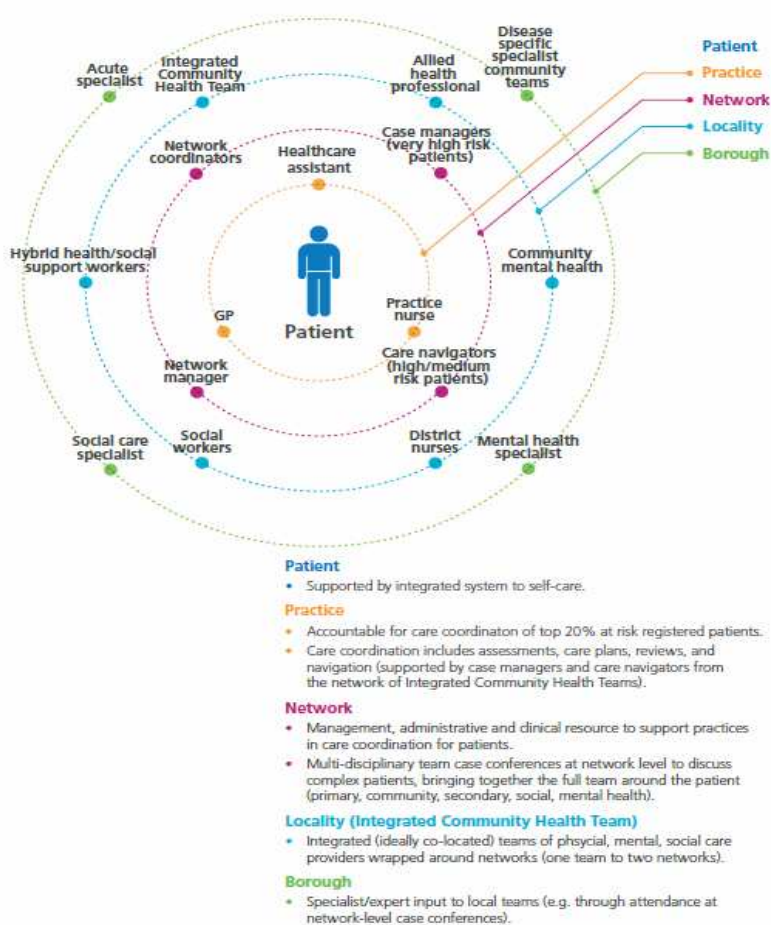 Acute
specialist
Integrated
Community
Health Team
Allied
health
professional
Disease
specific
specialist
community
teams
Patient
Practice
Network
Locality
Borough
Network
coordinators
Healthcare
assistant
Case managers
(very high risk
patients)
Hybrid health/social
support workers
Community
mental health
GP
Patient
Practice
nurse
Network
manager
Care navigators
(high/medium
risk patients)
Social care
specialist
Social
workers
District
nurses
Mental health
specialist
Patient
• Supported by integrated system to self-care.
Practice
• Accountable for care coordinaton of top 20% at risk registered patients.
• Care coordination includes assessments, care plans, reviews, and
navigation (supported by case managers and care navigators from
the network of Integrated Community Health Teams).
Network
• Management, administrative and clinical resource to support practices
in care coordination for patients.
• Multi-disciplinary team case conferences at network level to discuss
complex patients, bringing together the full team around the patient
(primary, community, secondary, social, mental health).
Locality (Integrated Community Health Team)
• Integrated (ideally co-located) teams of phsycial, mental, social care
providers wrapped around networks (one team to two networks).
Borough
• Specialist/expert input to local teams (e.g. through attendance at
network-level case conferences).